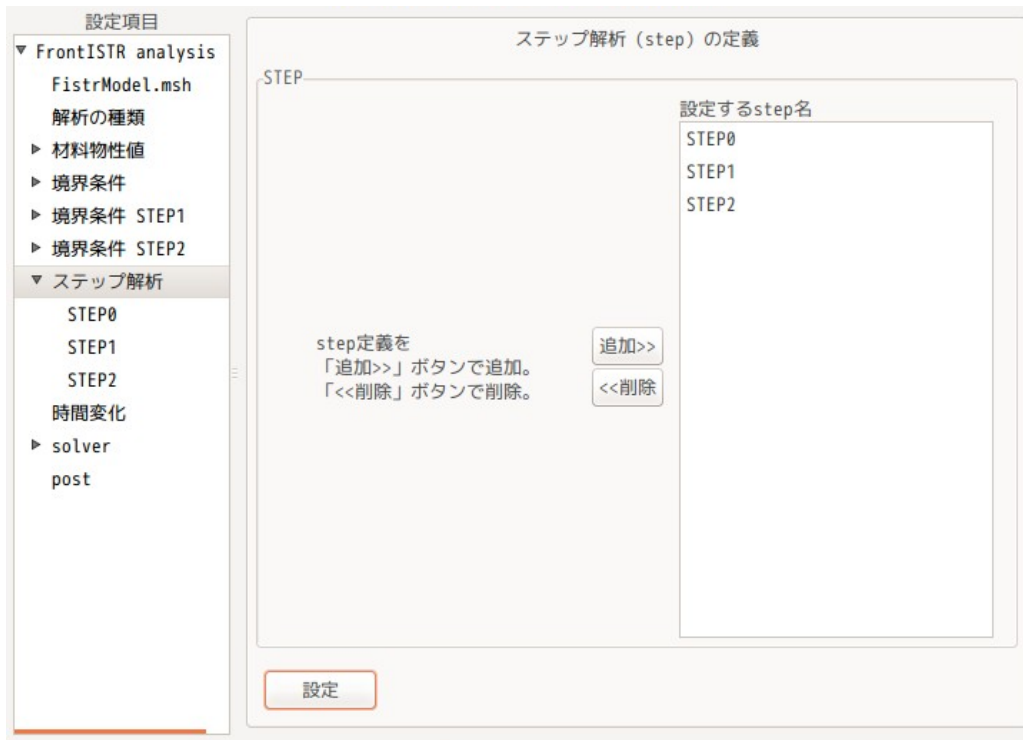 設定項目
FrontISTR analysis
FistrModel.msh
解析の種類
材料物性値
境界条件
境界条件 STEP1
境界条件 STEP2
ステップ解析
STEP0
STEP1
STEP2
時間変化
solver
post
ステップ解析 (step) の定義
STEP
step定義を
「追加>>」ボタンで追加。
「<<削除」ボタンで削除。
追加>>
<<削除
設定するstep名
STEP0
STEP1
STEP2
設定